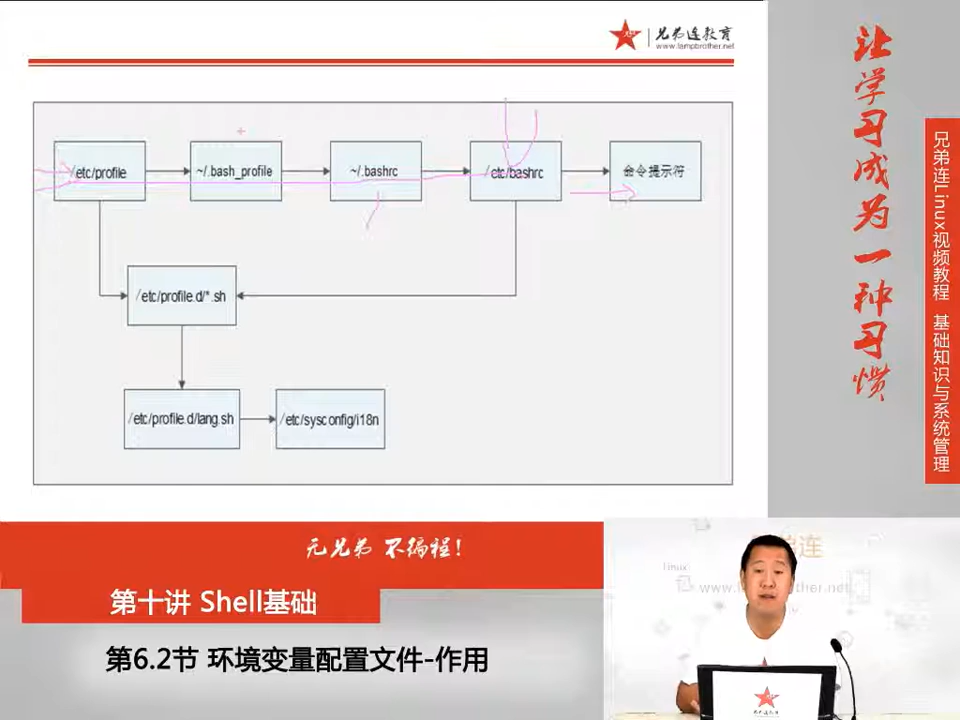 兄弟连教育
www.lampbrother.net
/etc/profile
~/.bash_profile
~/.bashrc
/etc/bashrc
命令提示符
/etc/profile.d/*.sh
/etc/profile.d/lang.sh
/etc/sysconfig/i18n
让学习成为一种习惯
兄弟连Linux视频教程 基础知识与系统管理
无兄弟 不编程!
第十讲 Shell基础
第6.2节 环境变量配置文件-作用
Linux